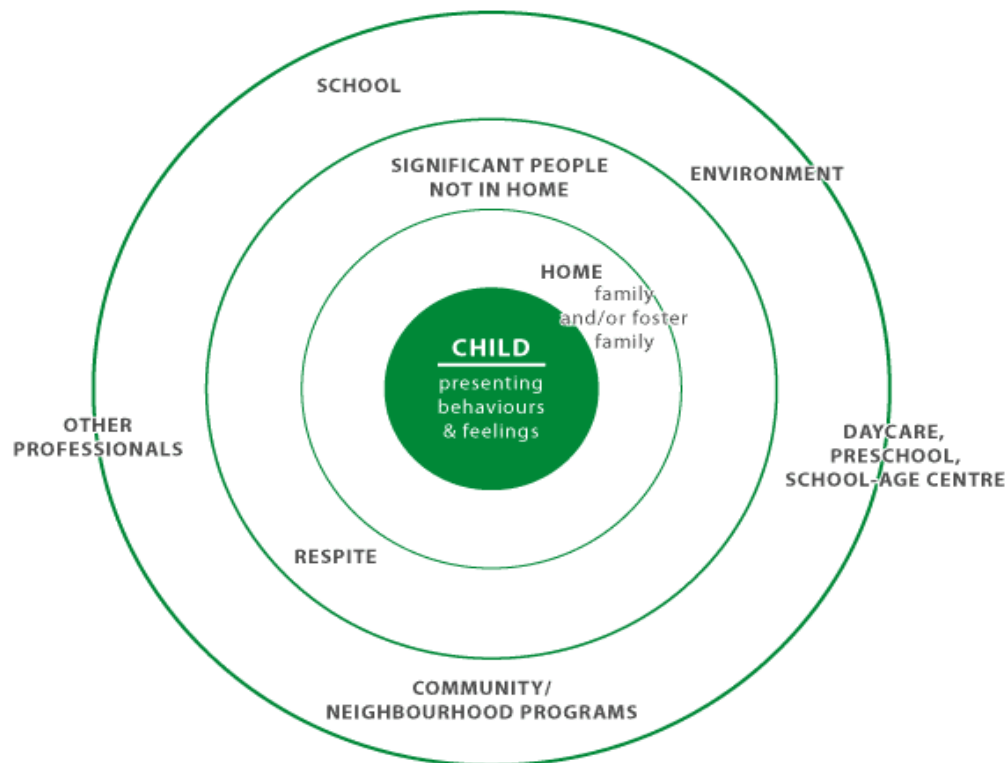 SCHOOL
SIGNIFICANT PEOPLE
NOT IN HOME
ENVIRONMENT
HOME
family
and/or foster
family
CHILD
presenting
behaviours
& feelings
OTHER
PROFESSIONALS
DAYCARE,
PRESCHOOL,
SCHOOL-AGE CENTRE
RESPITE
COMMUNITY/
NEIGHBOURHOOD PROGRAMS